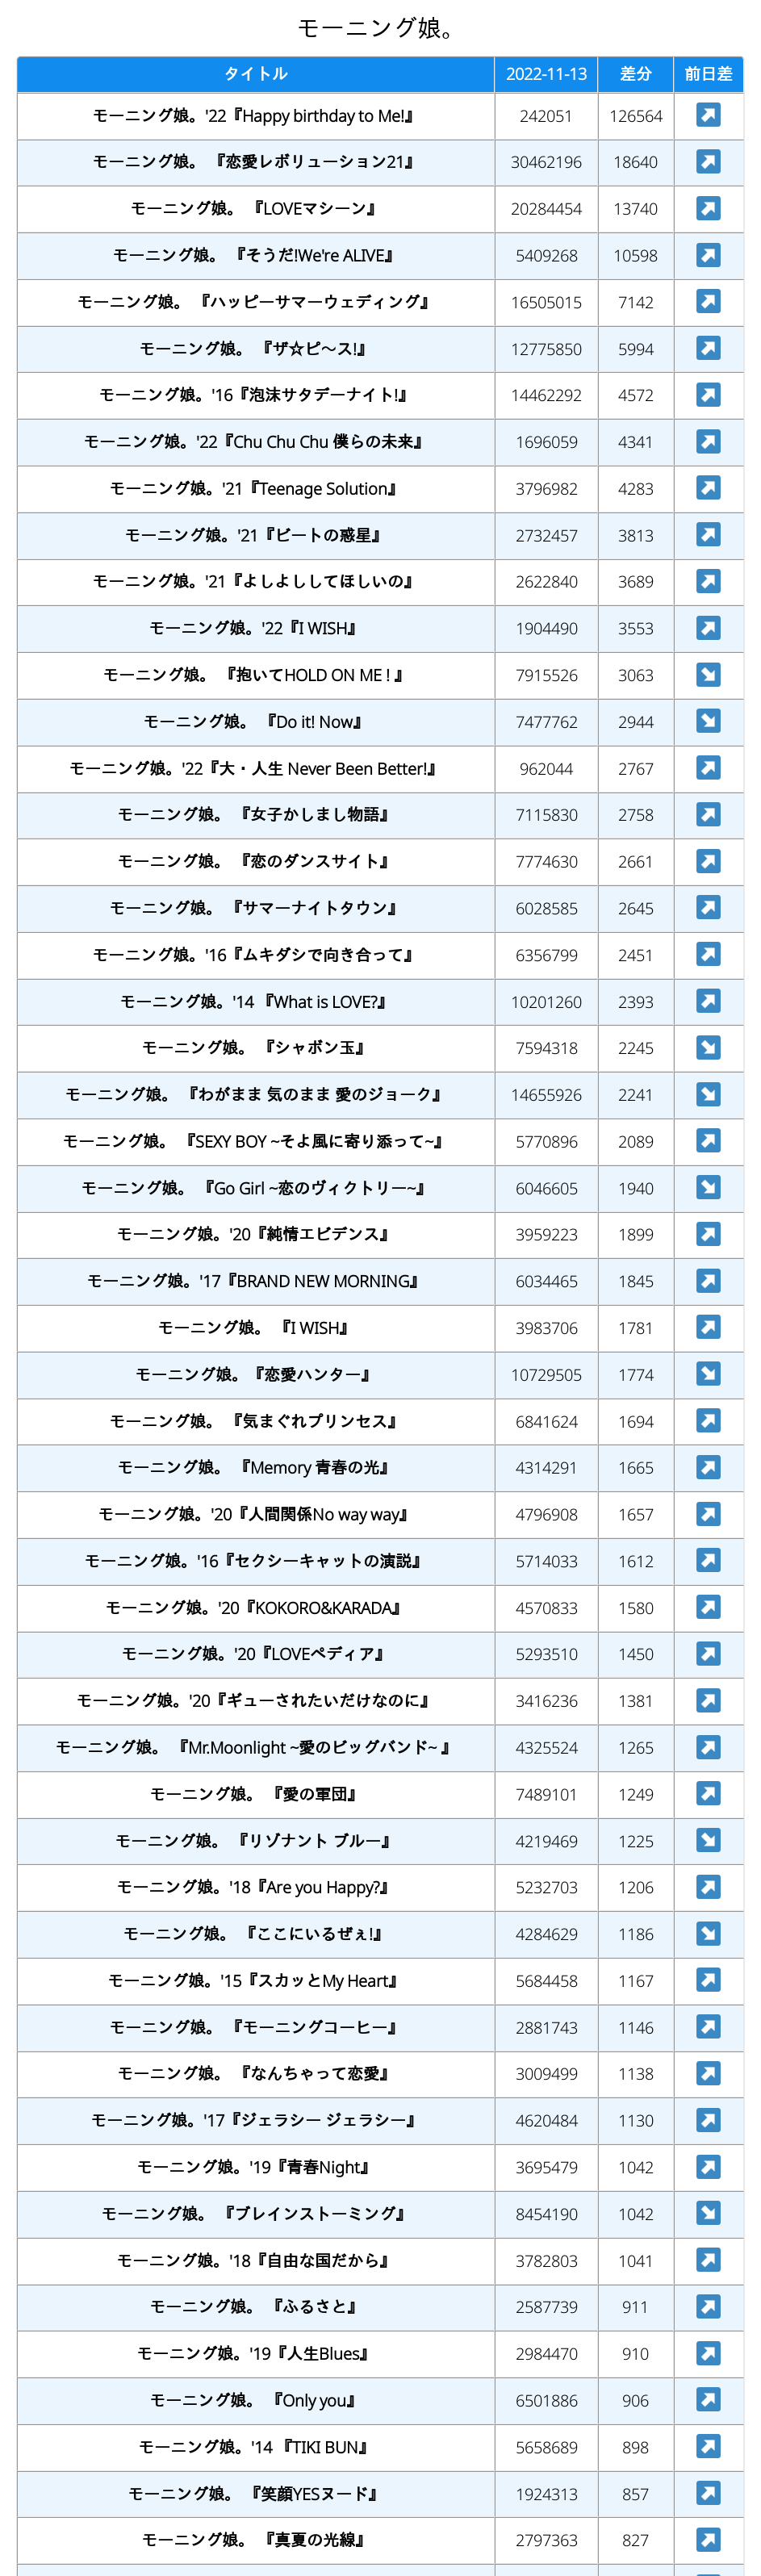 モーニング娘。
タイトル 2022-11-13 差分 前日差
モーニング娘。'22『Happy birthday to Me!』 242051 126564 ↗
モーニング娘。 『恋愛レボリューション21』 30462196 18640 ↗
モーニング娘。 『LOVEマシーン』 20284454 13740 ↗
モーニング娘。 『そうだ!We're ALIVE』 5409268 10598 ↗
モーニング娘。 『ハッピーサマーウェディング』 16505015 7142 ↗
モーニング娘。 『ザ☆ピ〜ス!』 12775850 5994 ↗
モーニング娘。'16『泡沫サタデーナイト!』 14462292 4572 ↗
モーニング娘。'22『Chu Chu Chu 僕らの未来』 1696059 4341 ↗
モーニング娘。'21『Teenage Solution』 3796982 4283 ↗
モーニング娘。'21『ビートの惑星』 2732457 3813 ↗
モーニング娘。'21『よしよししてほしいの』 2622840 3689 ↗
モーニング娘。'22『I WISH』 1904490 3553 ↗
モーニング娘。 『抱いてHOLD ON ME ! 』 7915526 3063 ↘
モーニング娘。 『Do it! Now』 7477762 2944 ↘
モーニング娘。'22『大・人生 Never Been Better!』 962044 2767 ↗
モーニング娘。 『女子かしまし物語』 7115830 2758 ↗
モーニング娘。 『恋のダンスサイト』 7774630 2661 ↗
モーニング娘。 『サマーナイトタウン』 6028585 2645 ↗
モーニング娘。'16『ムキダシで向き合って』 6356799 2451 ↗
モーニング娘。'14 『What is LOVE?』 10201260 2393 ↗
モーニング娘。 『シャボン玉』 7594318 2245 ↘
モーニング娘。 『わがまま 気のまま 愛のジョーク』 14655926 2241 ↘
モーニング娘。 『SEXY BOY ~そよ風に寄り添って~』 5770896 2089 ↗
モーニング娘。 『Go Girl ~恋のヴィクトリー~』 6046605 1940 ↘
モーニング娘。'20『純情エビデンス』 3959223 1899 ↗
モーニング娘。'17『BRAND NEW MORNING』 6034465 1845 ↗
モーニング娘。 『I WISH』 3983706 1781 ↗
モーニング娘。『恋愛ハンター』 10729505 1774 ↘
モーニング娘。 『気まぐれプリンセス』 6841624 1694 ↗
モーニング娘。 『Memory 青春の光』 4314291 1665 ↗
モーニング娘。'20『人間関係No way way』 4796908 1657 ↗
モーニング娘。'16『セクシーキャットの演説』 5714033 1612 ↗
モーニング娘。'20『KOKORO&KARADA』 4570833 1580 ↗
モーニング娘。'20『LOVEペディア』 5293510 1450 ↗
モーニング娘。'20『ギューされたいだけなのに』 3416236 1381 ↗
モーニング娘。 『Mr.Moonlight ~愛のビッグバンド~ 』 4325524 1265 ↗
モーニング娘。 『愛の軍団』 7489101 1249 ↗
モーニング娘。 『リゾナント ブルー』 4219469 1225 ↘
モーニング娘。'18『Are you Happy?』 5232703 1206 ↗
モーニング娘。 『ここにいるぜぇ!』 4284629 1186 ↘
モーニング娘。'15『スカッとMy Heart』 5684458 1167 ↗
モーニング娘。 『モーニングコーヒー』 2881743 1146 ↗
モーニング娘。 『なんちゃって恋愛』 3009499 1138 ↗
モーニング娘。'17『ジェラシー ジェラシー』 4620484 1130 ↗
モーニング娘。'19『青春Night』 3695479 1042 ↗
モーニング娘。 『ブレインストーミング』 8454190 1042 ↘
モーニング娘。'18『自由な国だから』 3782803 1041 ↗
モーニング娘。 『ふるさと』 2587739 911 ↗
モーニング娘。'19『人生Blues』 2984470 910 ↗
モーニング娘。 『Only you』 6501886 906 ↗
モーニング娘。'14 『TIKI BUN』 5658689 898 ↗
モーニング娘。 『笑顔YESヌード』 1924313 857 ↗
モーニング娘。 『真夏の光線』 2797363 827 ↗